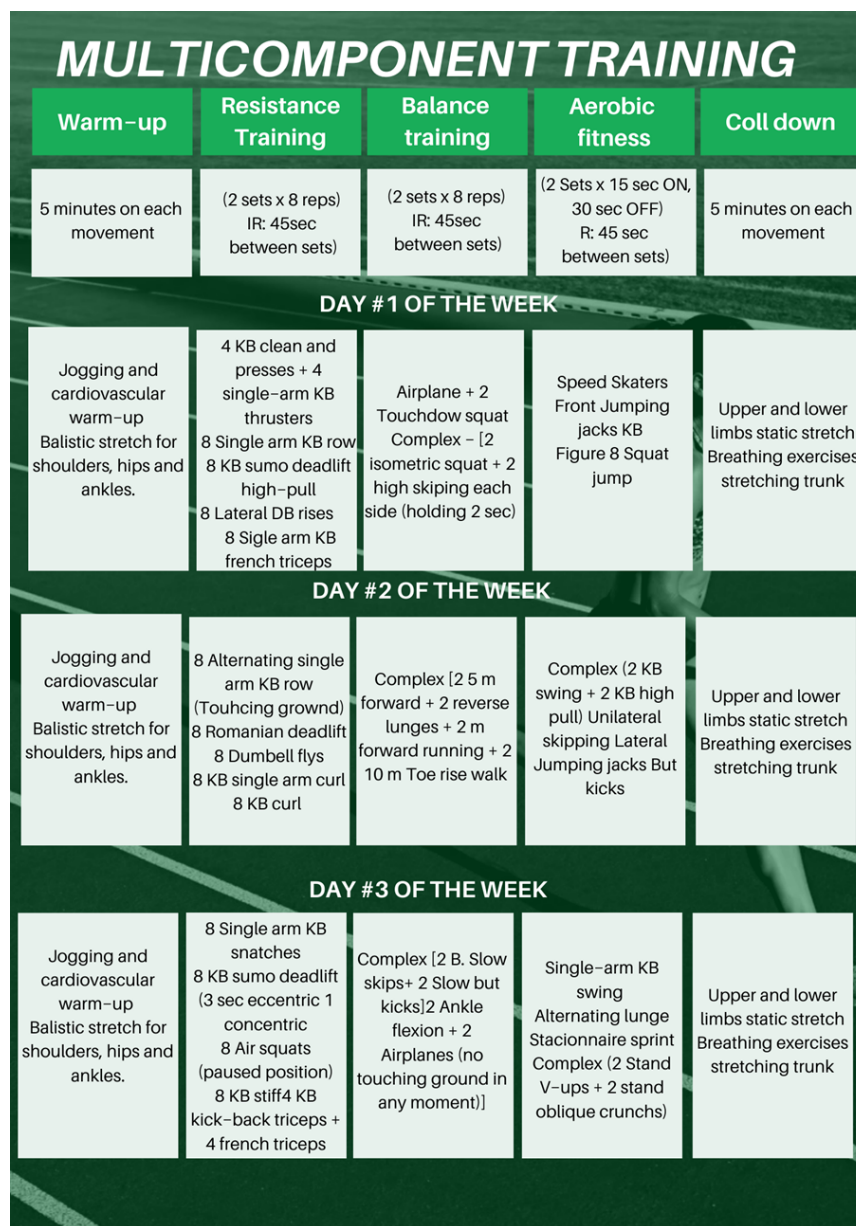 MULTICOMPONENT TRAINING
Warm-up
Resistance
Training
Balance
training
Aerobic
fitness
Coll down
5 minutes on each
movement
(2 sets x 8 reps)
IR: 45sec
between sets)
(2 sets x 8 reps)
IR: 45sec
between sets)
(2 Sets x 15 sec ON,
30 sec OFF)
R: 45 sec
between sets)
5 minutes on each
movement
DAY #1 OF THE WEEK
Jogging and
cardiovascular
warm-up
Balistic stretch for
shoulders, hips and
ankles.
4 KB clean and
presses + 4
single-arm KB
thrusters
8 Single arm KB row
8 KB sumo deadlift
high-pull
8 Lateral DB rises
8 Sigle arm KB
french triceps
Airplane + 2
Touchdow squat
Complex - [2
isometric squat + 2
high skiping each
side (holding 2 sec)
Speed Skaters
Front Jumping
jacks KB
Figure 8 Squat
jump
Upper and lower
limbs static stretch
Breathing exercises
stretching trunk
DAY #2 OF THE WEEK
Jogging and
cardiovascular
warm-up
Balistic stretch for
shoulders, hips and
ankles.
8 Alternating single
arm KB row
(Touhcing grownd)
8 Romanian deadlift
8 Dumbell flys
8 KB single arm curl
8 KB curl
Complex [2 5 m
forward + 2 reverse
lunges + 2 m
forward running + 2
10 m Toe rise walk
Complex (2 KB
swing + 2 KB high
pull) Unilateral
skipping Lateral
Jumping jacks But
kicks
Upper and lower
limbs static stretch
Breathing exercises
stretching trunk
DAY #3 OF THE WEEK
Jogging and
cardiovascular
warm-up
Balistic stretch for
shoulders, hips and
ankles.
8 Single arm KB
snatches
8 KB sumo deadlift
(3 sec eccentric 1
concentric
8 Air squats
(paused position)
8 KB stiff4 KB
kick-back triceps +
4 french triceps
Complex [2 B. Slow
skips+ 2 Slow but
kicks]2 Ankle
flexion + 2
Airplanes (no
touching ground in
any moment)]
Single-arm KB
swing
Alternating lunge
Stacionnaire sprint
Complex (2 Stand
V-ups + 2 stand
oblique crunchs)
Upper and lower
limbs static stretch
Breathing exercises
stretching trunk